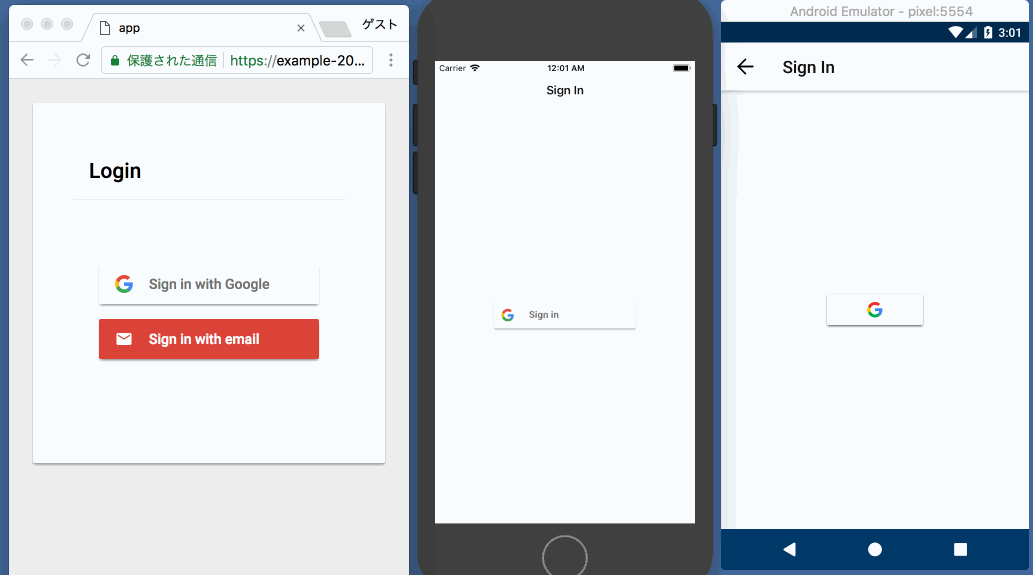 app
ゲスト
保護された通信
https://example-20...
Login
Sign in with Google
Sign in with email
Carrier
12:01 AM
Sign In
Sign in
Android Emulator - pixel:5554
3:01
Sign In